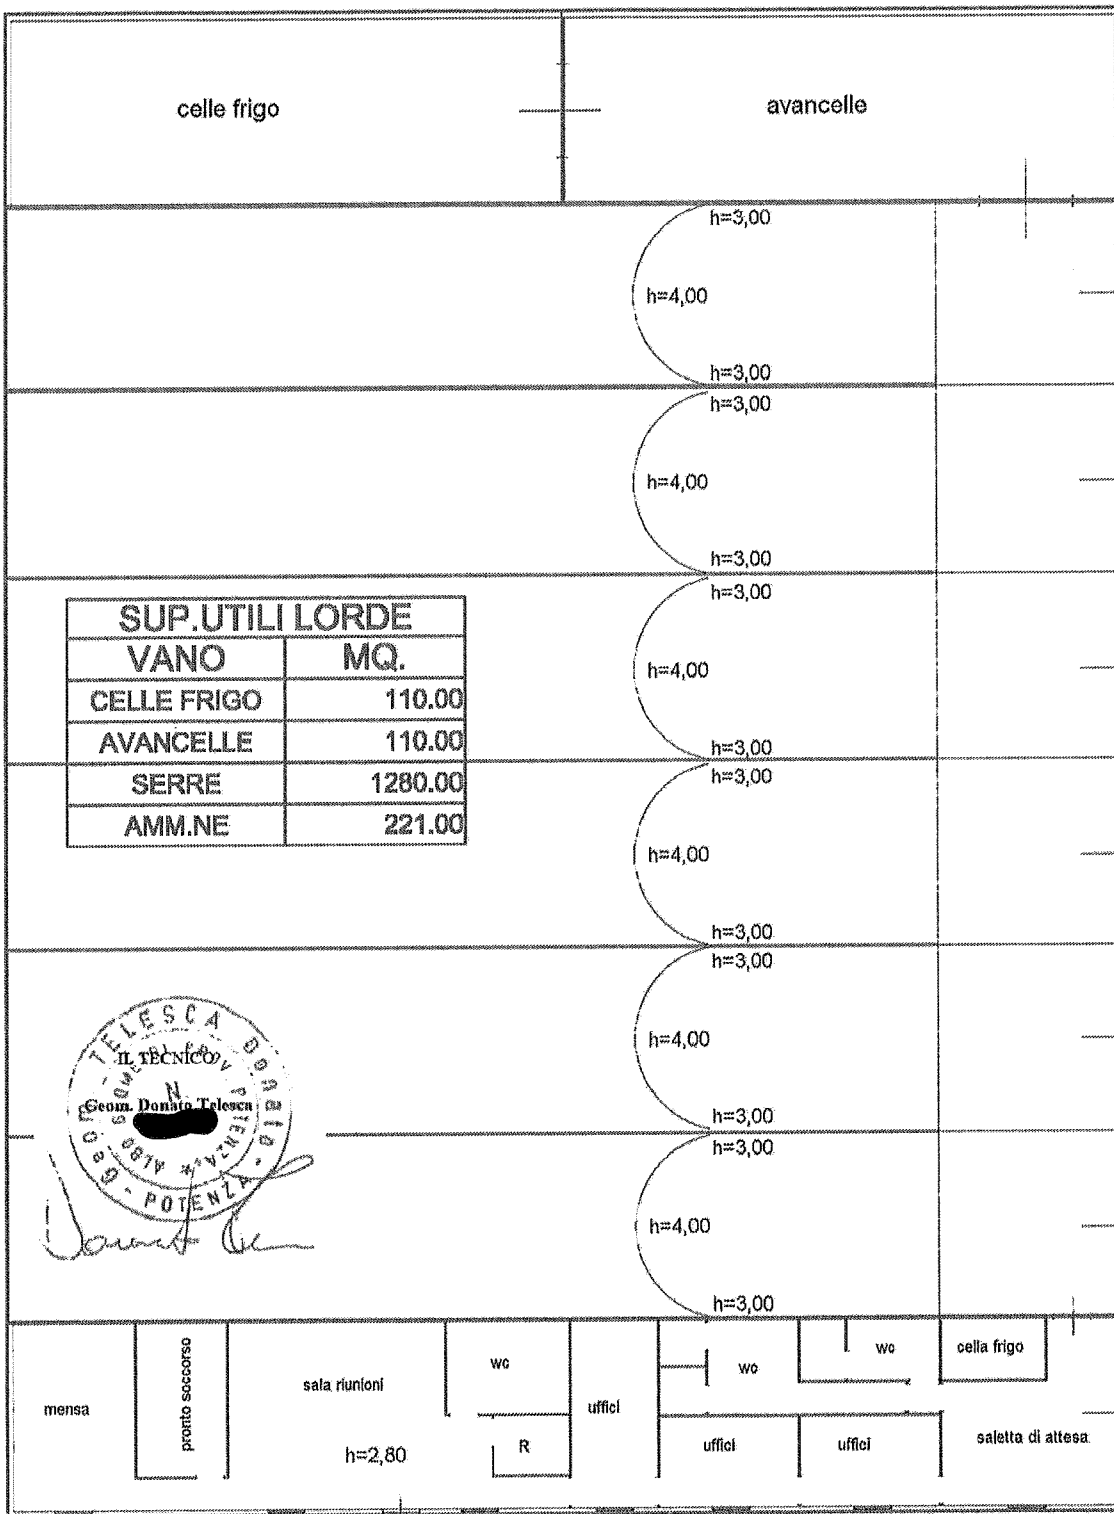 celle frigo
avancelle
h=3,00
h=4,00
h=3,00
h=3,00
h=4,00
h=3,00
h=3,00
h=4,00
h=3,00
h=3,00
h=4,00
h=3,00
h=3,00
h=4,00
h=3,00
h=3,00
h=4,00
h=3,00
SUP.UTILI LORDE
VANO MQ.
CELLE FRIGO 110.00
AVANCELLE 110.00
SERRE 1280.00
AMM.NE 221.00
Geom. TELESCA Donato - POTENZA
IL TECNICO
N.
Geom. Donato Telesca
mensa
pronto soccorso
sala riunioni
h=2,80
wc
R
uffici
wc
uffici
wc
uffici
cella frigo
saletta di attesa